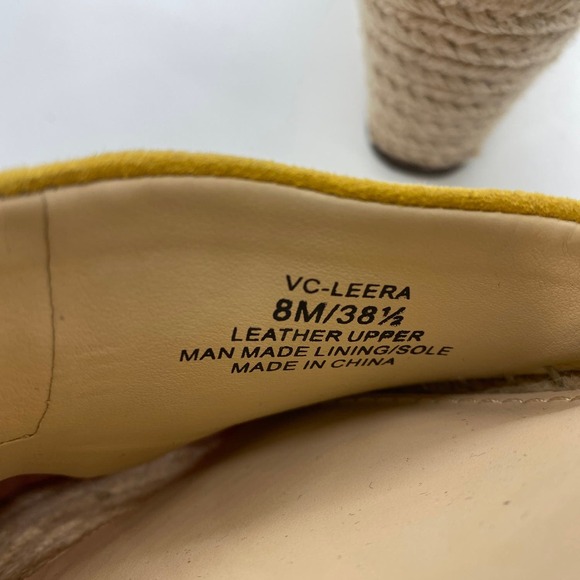 VC-LEERA
8M/38½
LEATHER UPPER
MAN MADE LINING/SOLE
MADE IN CHINA